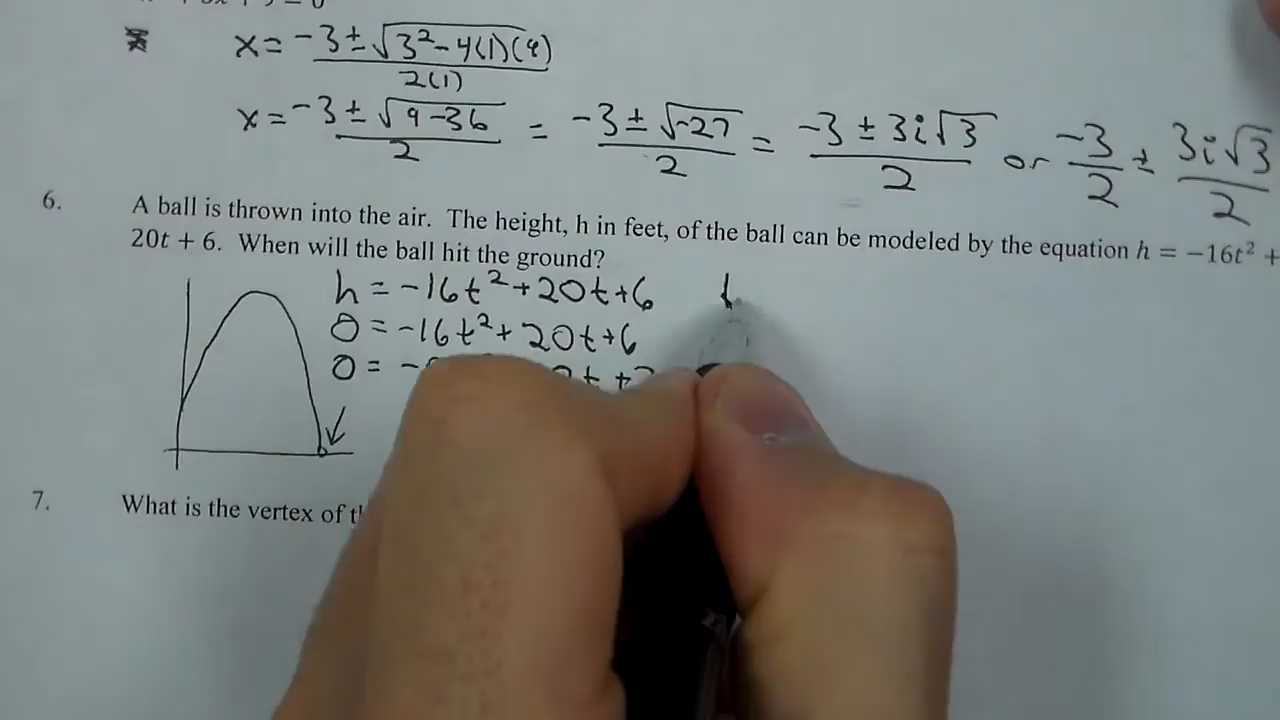 x = -3 ± √(3² - 4(1)(9)) / 2(1)
x = -3 ± √(9 - 36) / 2 = -3 ± √(-27) / 2 = -3 ± 3i√3 / 2 or -3/2 ± 3i√3/2
6. A ball is thrown into the air. The height, h in feet, of the ball can be modeled by the equation h = −16t² +
20t + 6. When will the ball hit the ground?
h = -16t² + 20t + 6
0 = -16t² + 20t + 6
0 = -
7. What is the vertex of